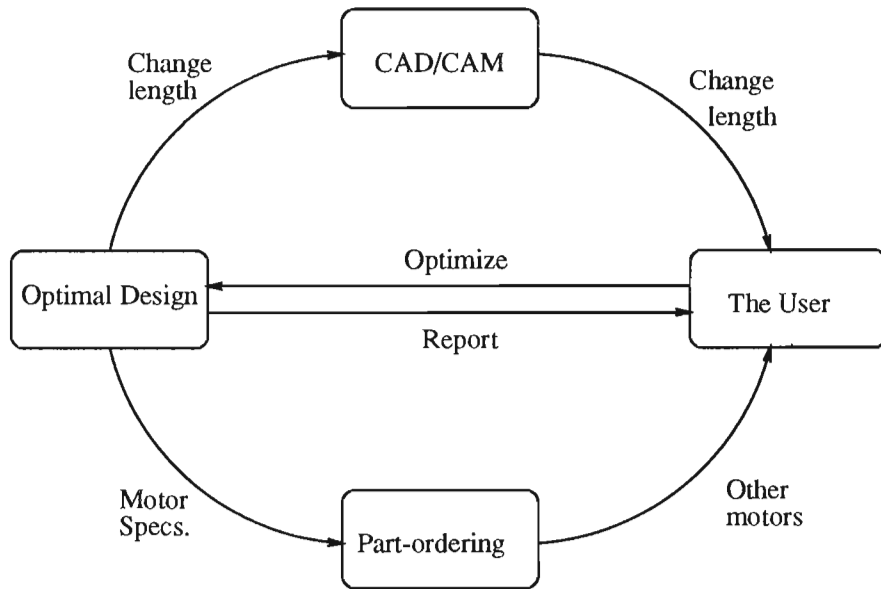 CAD/CAM
Change
length
Change
length
Optimize
Optimal Design
The User
Report
Motor
Specs.
Other
motors
Part-ordering